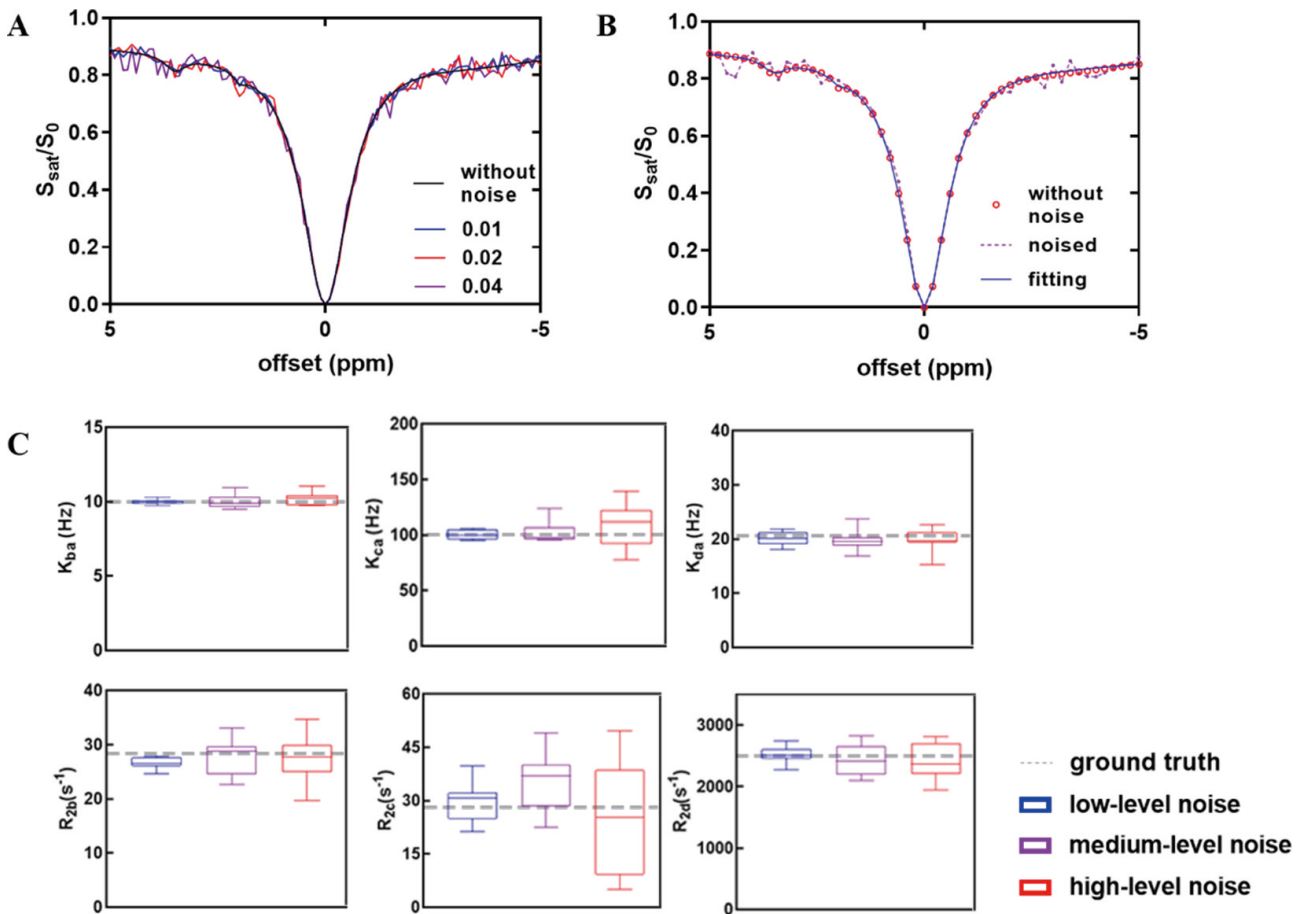 A
1.0
0.8
0.6
0.4
0.2
0.0
Ssat/S0
5
0
-5
offset (ppm)
without
noise
0.01
0.02
0.04
B
1.0
0.8
0.6
0.4
0.2
0.0
Ssat/S0
5
0
-5
offset (ppm)
without
noise
noised
fitting
C
15
10
5
0
Kba (Hz)
200
150
100
50
0
Kca (Hz)
40
30
20
10
0
Kda (Hz)
40
30
20
10
0
R2b(s-1)
60
45
30
15
0
R2c(s-1)
3000
2000
1000
0
R2d(s-1)
ground truth
low-level noise
medium-level noise
high-level noise